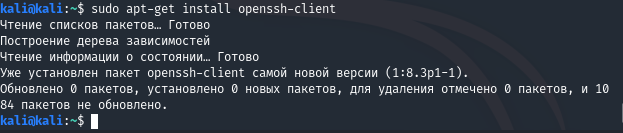 kali@kali:~$ sudo apt-get install openssh-client
Чтение списков пакетов… Готово
Построение дерева зависимостей
Чтение информации о состоянии… Готово
Уже установлен пакет openssh-client самой новой версии (1:8.3p1-1).
Обновлено 0 пакетов, установлено 0 новых пакетов, для удаления отмечено 0 пакетов, и 10
84 пакетов не обновлено.
kali@kali:~$